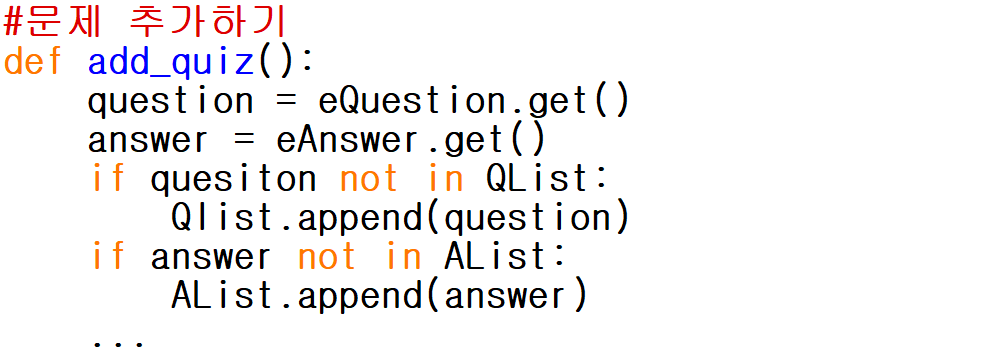 #문제 추가하기
def add_quiz():
    question = eQuestion.get()
    answer = eAnswer.get()
    if quesiton not in QList:
        Qlist.append(question)
    if answer not in AList:
        AList.append(answer)
    ...